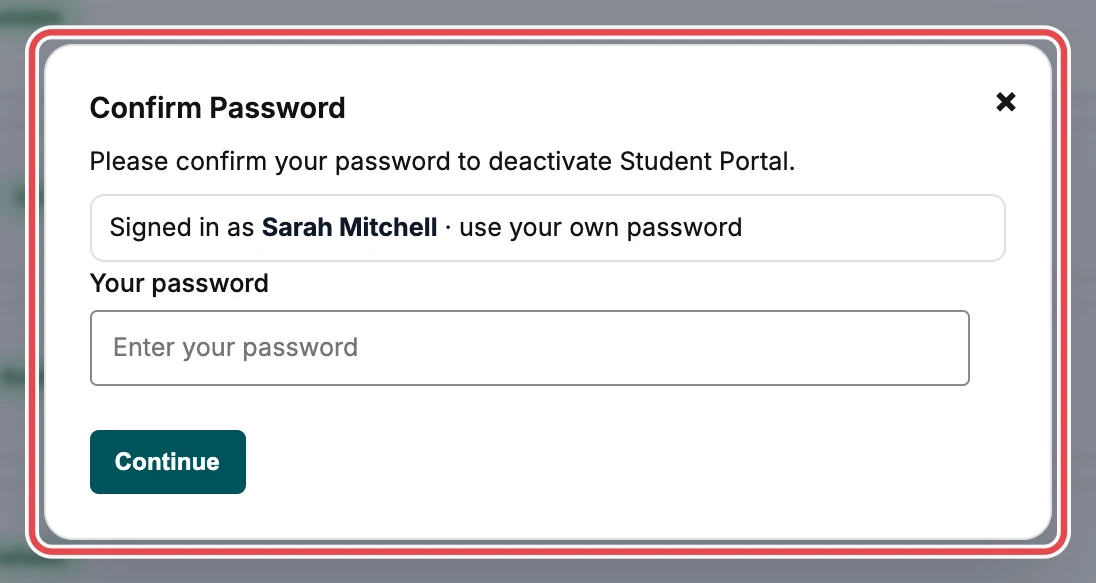 Confirm Password
Please confirm your password to deactivate Student Portal.
Signed in as Sarah Mitchell · use your own password
Your password
Enter your password
Continue